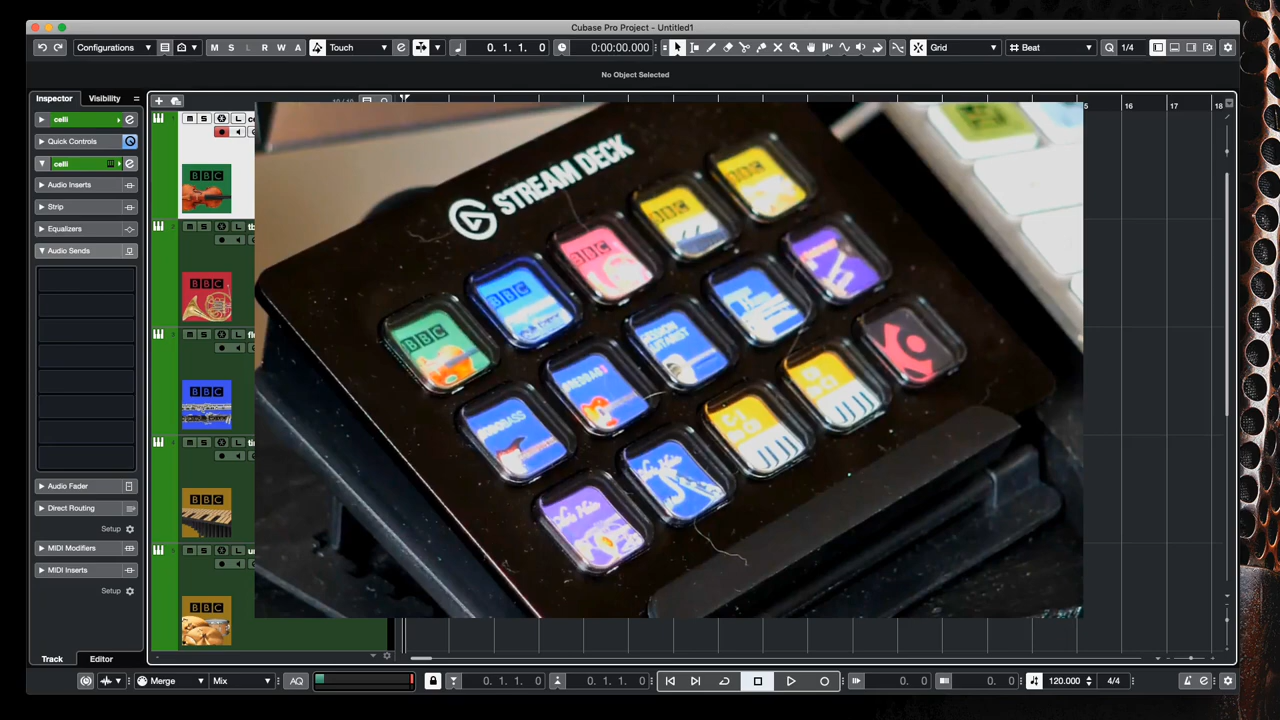 Cubase Pro Project - Untitled1
Configurations
M S L R W A
Touch
0. 1. 1. 0
0:00:00.000
Grid
Beat
Q 1/4
No Object Selected
Inspector
Visibility
celli
Quick Controls
celli
Audio Inserts
Strip
Equalizers
Audio Sends
Audio Fader
Direct Routing
Setup
MIDI Modifiers
MIDI Inserts
Setup
Track
Editor
M S L
BBC
M S L
BBC
M S L
BBC
M S L
BBC
M S L
BBC
5 16 17 18
STREAM DECK
BBC
BBC
BBC
BBC
BBC
SESSION
GUITARIST
Merge
Mix
AQ
0. 1. 1. 0
0. 1. 1. 0
0. 0
0. 0
120.000
4/4